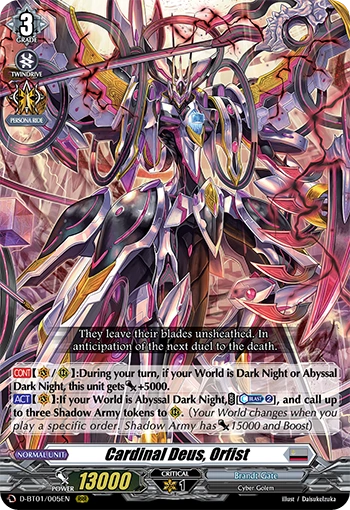 3
GRADE
TWINDRIVE
PERSONA RIDE
They leave their blades unsheathed. In
anticipation of the next duel to the death.
CONT [ / ]:During your turn, if your World is Dark Night or Abyssal
Dark Night, this unit gets +5000.
ACT [ / ]1:If your World is Abyssal Dark Night, [ BLAST 2], and call up
to three Shadow Army tokens to . (Your World changes when you
play a specific order. Shadow Army has 15000 and Boost)
NORMAL UNIT
Cardinal Deus, Orfist
POWER 13000
CRITICAL
1
Brandt Gate
Cyber Golem
D-BT01/005EN RRR
Illust / DaisukeIzuka